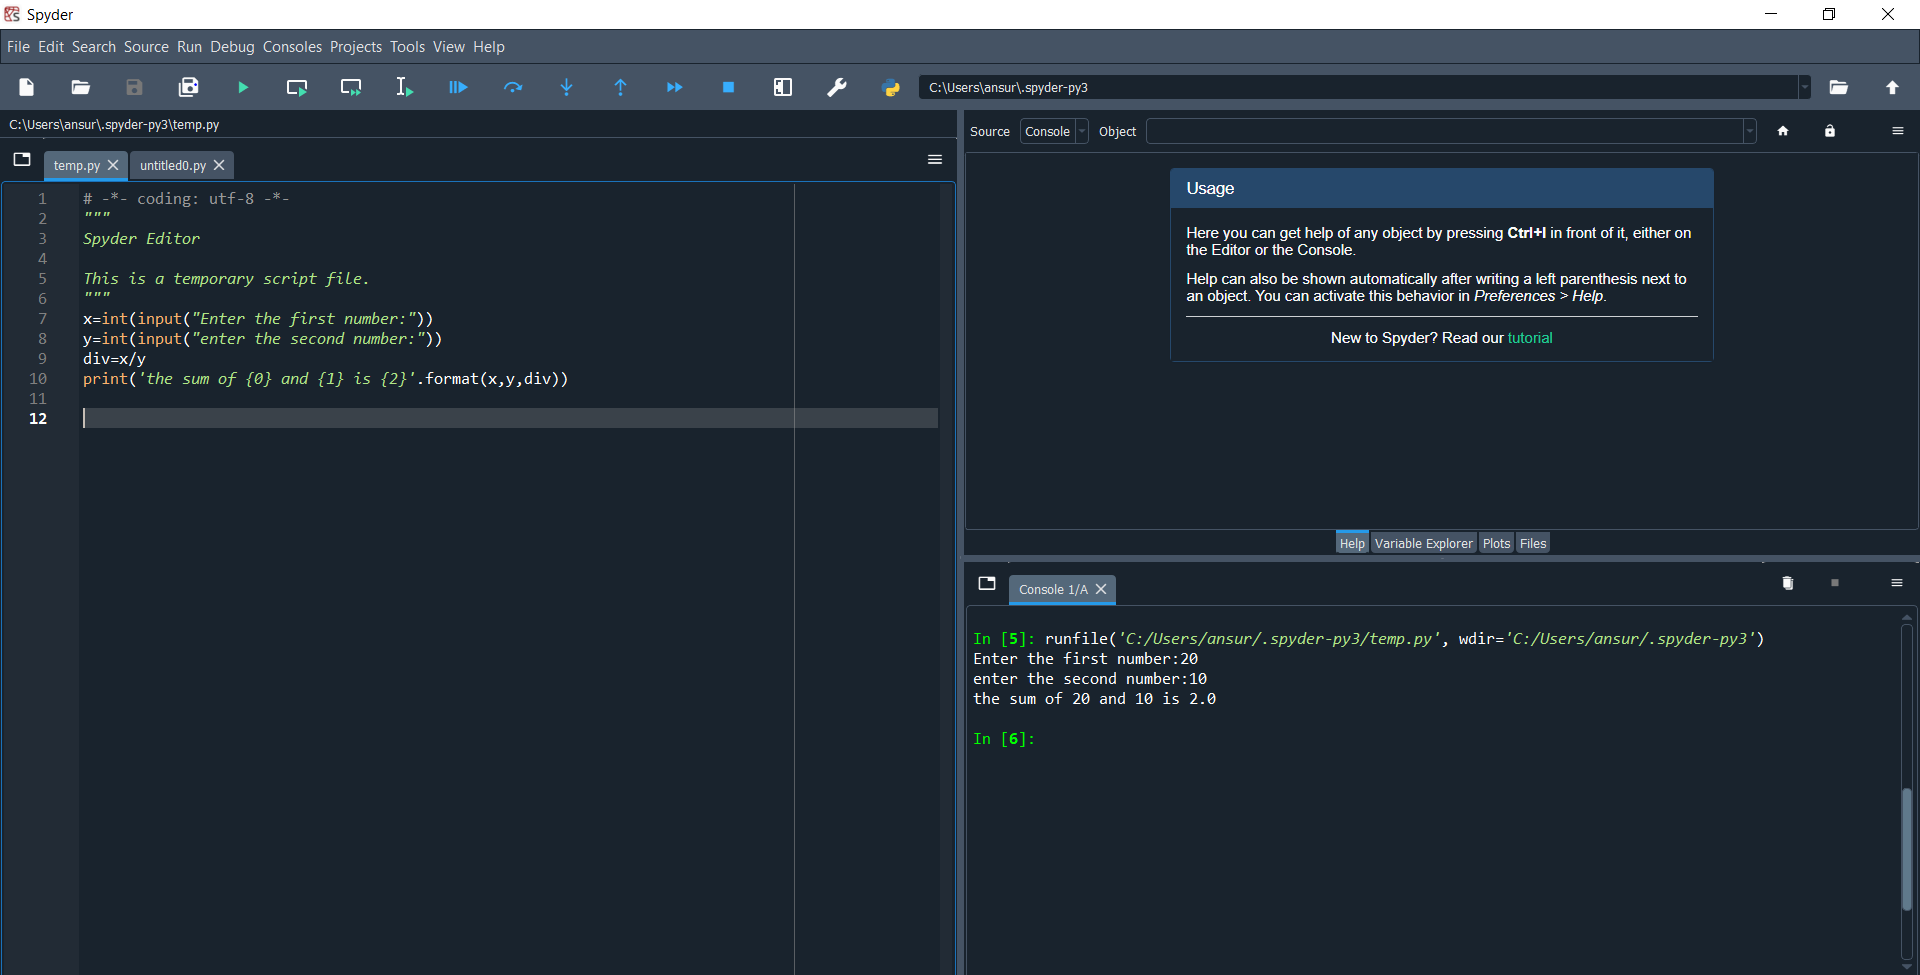 Spyder
File Edit Search Source Run Debug Consoles Projects Tools View Help
C:\Users\ansur\.spyder-py3
C:\Users\ansur\.spyder-py3\temp.py
temp.py untitled0.py
1 # -*- coding: utf-8 -*-
2 """
3 Spyder Editor
4
5 This is a temporary script file.
6 """
7 x=int(input("Enter the first number:"))
8 y=int(input("enter the second number:"))
9 div=x/y
10 print('the sum of {0} and {1} is {2}'.format(x,y,div))
11
12
Source Console Object
Usage
Here you can get help of any object by pressing Ctrl+I in front of it, either on
the Editor or the Console.
Help can also be shown automatically after writing a left parenthesis next to
an object. You can activate this behavior in Preferences > Help.
New to Spyder? Read our tutorial
Help Variable Explorer Plots Files
Console 1/A
In [5]: runfile('C:/Users/ansur/.spyder-py3/temp.py', wdir='C:/Users/ansur/.spyder-py3')
Enter the first number:20
enter the second number:10
the sum of 20 and 10 is 2.0
In [6]: